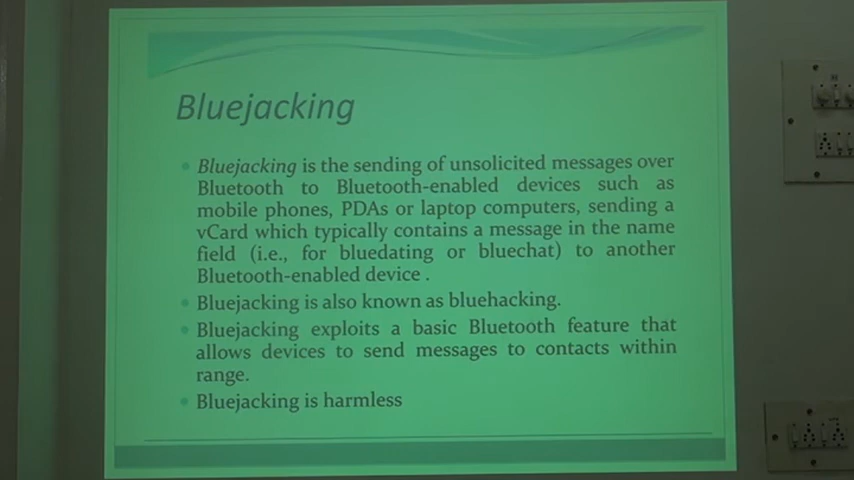 Bluejacking
Bluejacking is the sending of unsolicited messages over
Bluetooth to Bluetooth-enabled devices such as
mobile phones, PDAs or laptop computers, sending a
vCard which typically contains a message in the name
field (i.e., for bluedating or bluechat) to another
Bluetooth-enabled device .
Bluejacking is also known as bluehacking.
Bluejacking exploits a basic Bluetooth feature that
allows devices to send messages to contacts within
range.
Bluejacking is harmless